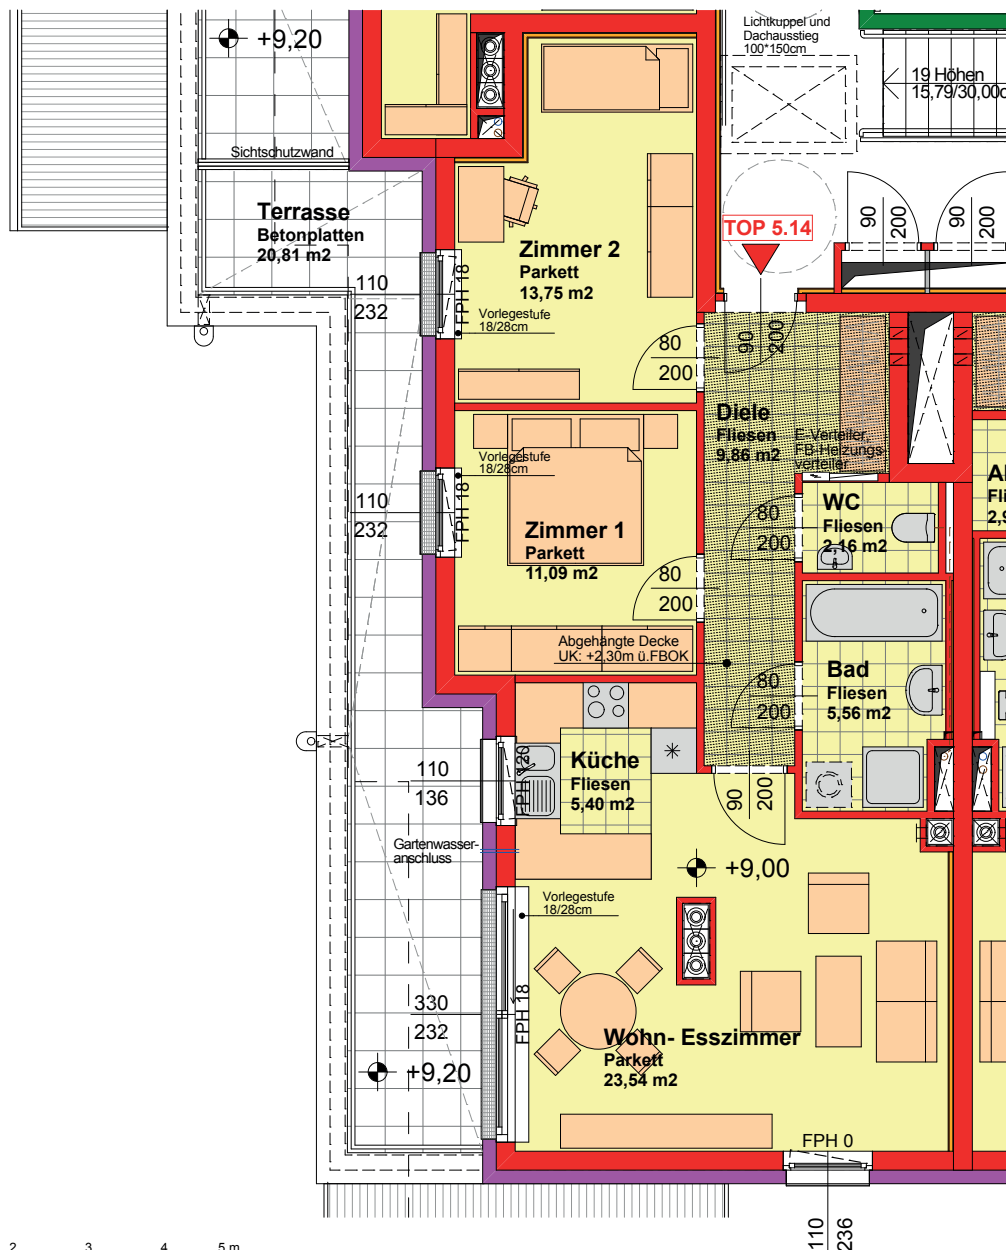 +9,20
Lichtkuppel und
Dachausstieg
100*150cm
19 Höhen
15,79/30,00c
Sichtschutzwand
Terrasse
Betonplatten
20,81 m2
110
232
FPH 18
Zimmer 2
Parkett
13,75 m2
Vorlegestufe
18/28cm
TOP 5.14
90
200
90
200
90
200
80
200
Diele
Fliesen
9,86 m2
E-Verteiler,
FB-Heizungs
verteiler
Vorlegestufe
18/28cm
110
232
FPH 18
Zimmer 1
Parkett
11,09 m2
80
200
WC
Fliesen
2,16 m2
80
200
Abgehängte Decke
UK: +2,30m ü.FBOK
Bad
Fliesen
5,56 m2
80
200
Küche
Fliesen
5,40 m2
110
136
FPH 120
90
200
Gartenwasser-
anschluss
+9,00
Vorlegestufe
18/28cm
330
232
FPH 18
+9,20
Wohn- Esszimmer
Parkett
23,54 m2
FPH 0
110
236
2 3 4 5 m